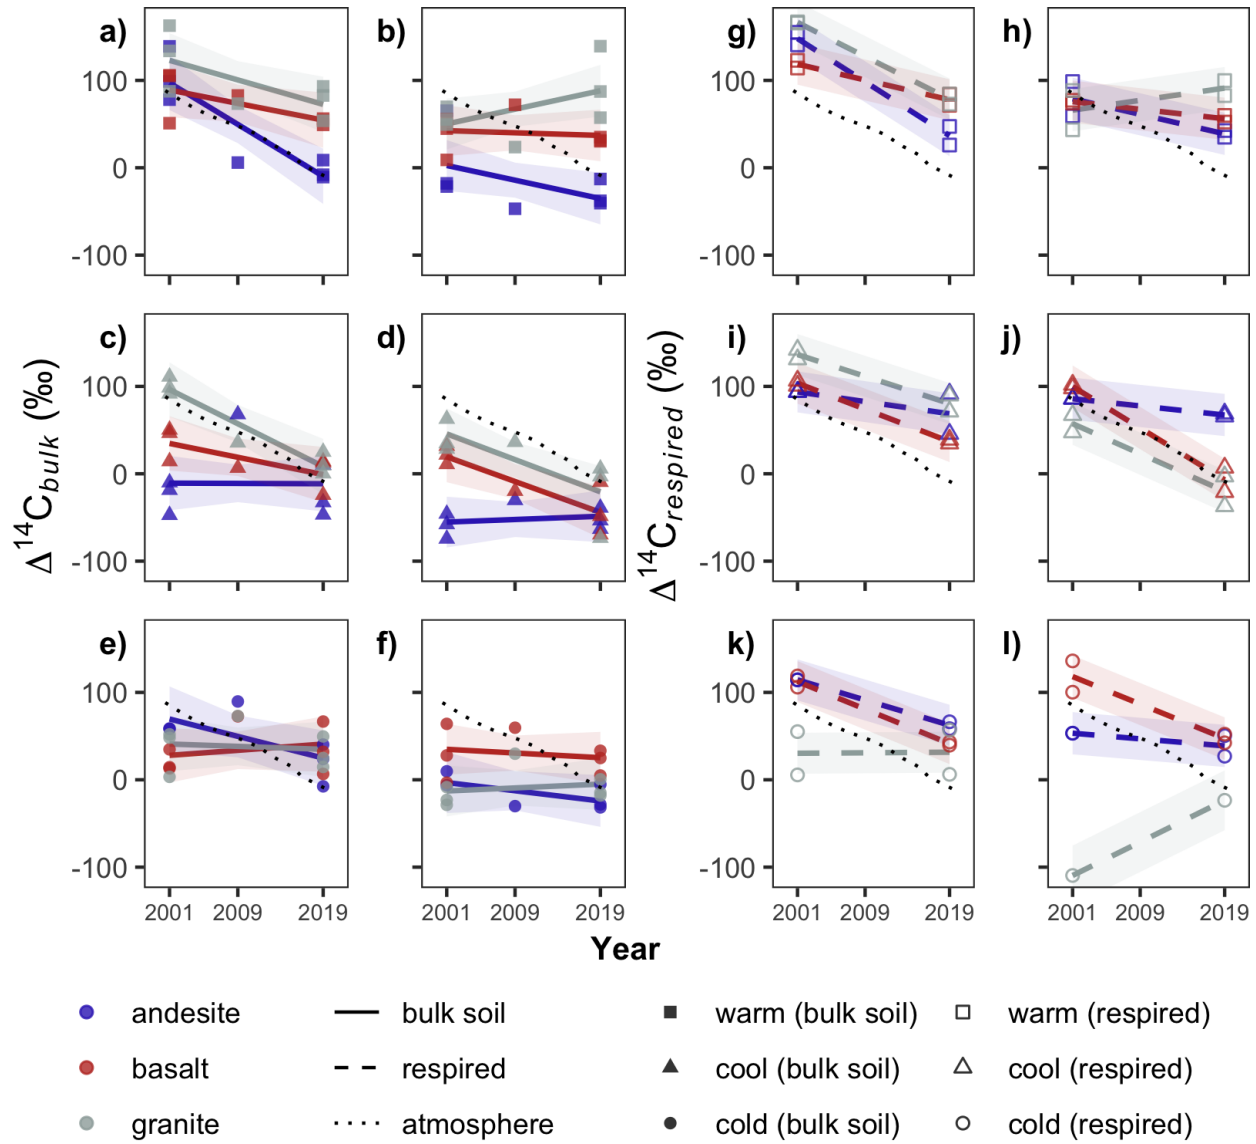 a) b) g) h)
100
0
-100
100
0
-100
c) d) i) j)
100
0
-100
100
0
-100
Δ¹⁴C_bulk (‰)
Δ¹⁴C_respired (‰)
e) f) k) l)
100
0
-100
100
0
-100
2001 2009 2019 2001 2009 2019 2001 2009 2019 2001 2009 2019
Year
andesite bulk soil warm (bulk soil) warm (respired)
basalt respired cool (bulk soil) cool (respired)
granite atmosphere cold (bulk soil) cold (respired)